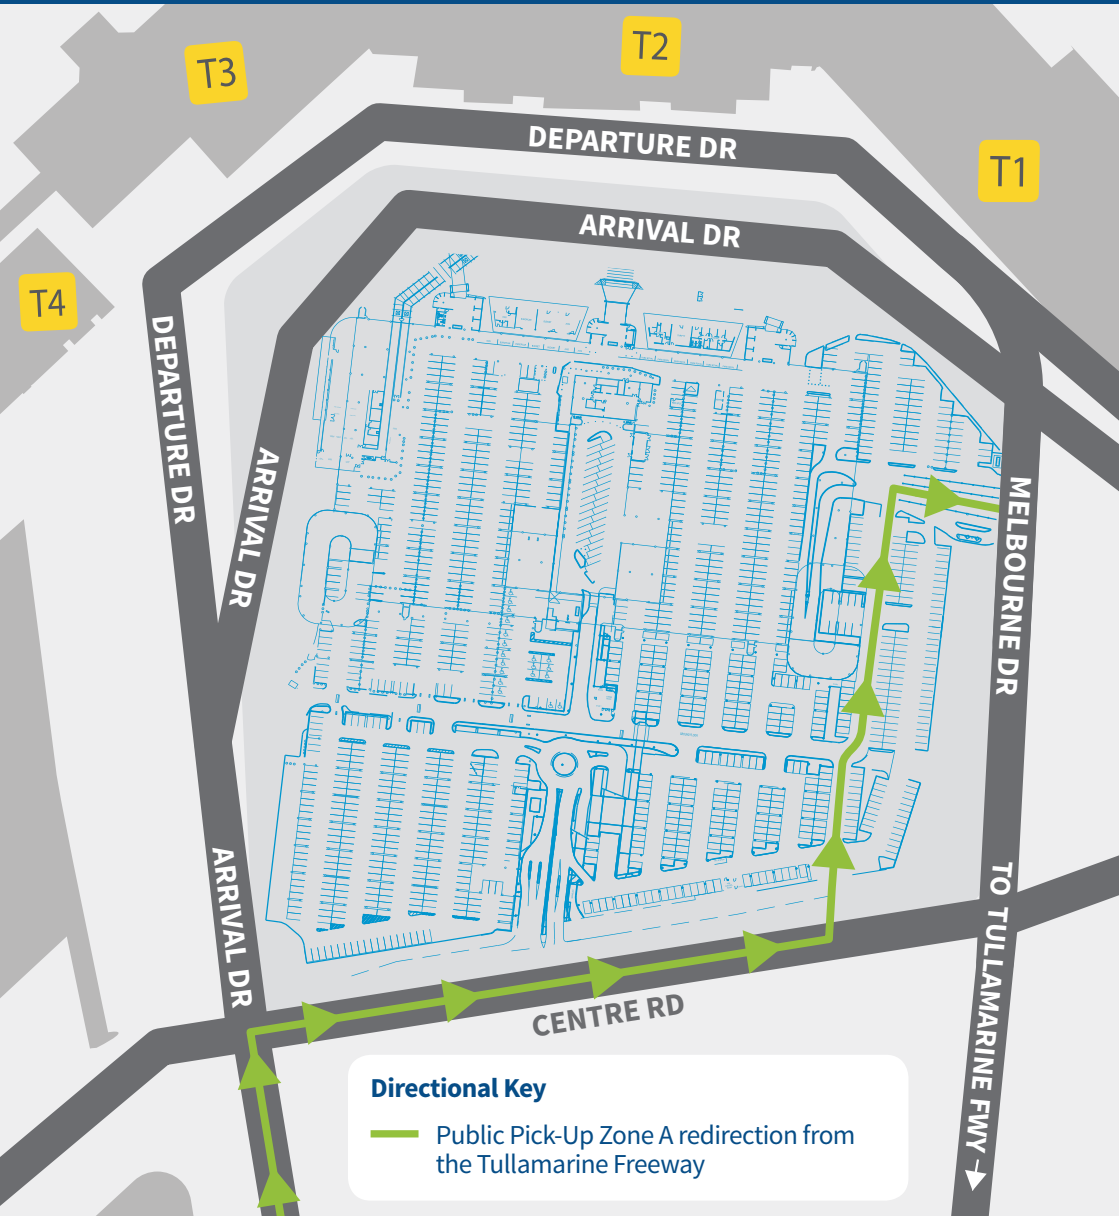 T2
T3
T1
DEPARTURE DR
ARRIVAL DR
T4
DEPARTURE DR
ARRIVAL DR
MELBOURNE DR
ARRIVAL DR
TO TULLAMARINE FWY
CENTRE RD
Directional Key
Public Pick-Up Zone A redirection from
the Tullamarine Freeway